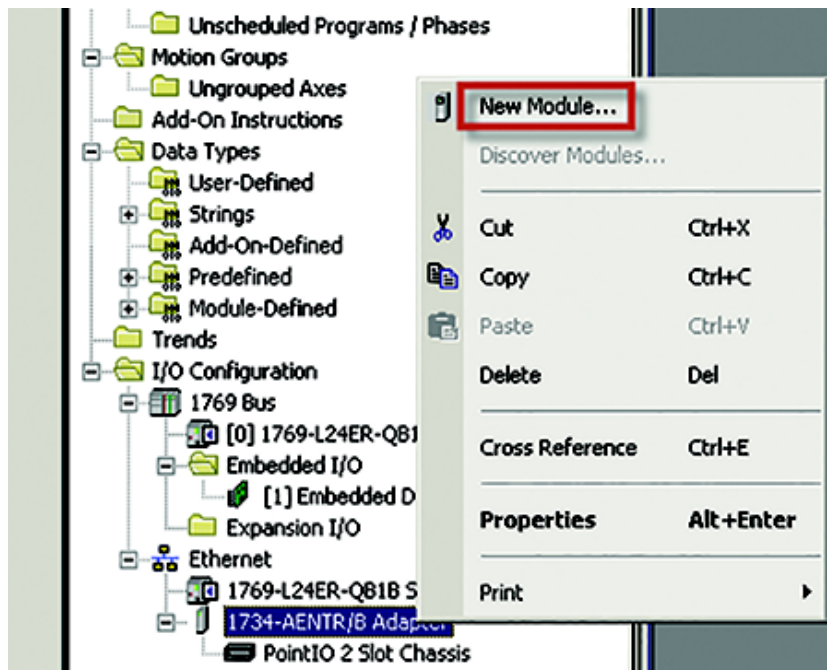 Unscheduled Programs / Phases
Motion Groups
Ungrouped Axes
Add-On Instructions
Data Types
User-Defined
Strings
Add-On-Defined
Predefined
Module-Defined
Trends
I/O Configuration
1769 Bus
[0] 1769-L24ER-QB1
Embedded I/O
[1] Embedded D
Expansion I/O
Ethernet
1769-L24ER-QB1B S
1734-AENTR/B Adapter
PointIO 2 Slot Chassis
New Module...
Discover Modules...
Cut Ctrl+X
Copy Ctrl+C
Paste Ctrl+V
Delete Del
Cross Reference Ctrl+E
Properties Alt+Enter
Print